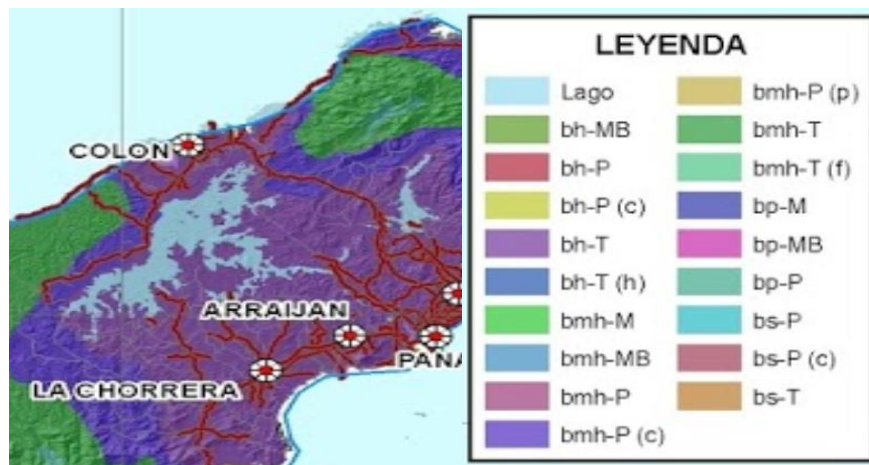 COLON
ARRAIJAN
PANA
LA CHORRERA
LEYENDA
Lago
bh-MB
bh-P
bh-P (c)
bh-T
bh-T (h)
bmh-M
bmh-MB
bmh-P
bmh-P (c)
bmh-P (p)
bmh-T
bmh-T (f)
bp-M
bp-MB
bp-P
bs-P
bs-P (c)
bs-T